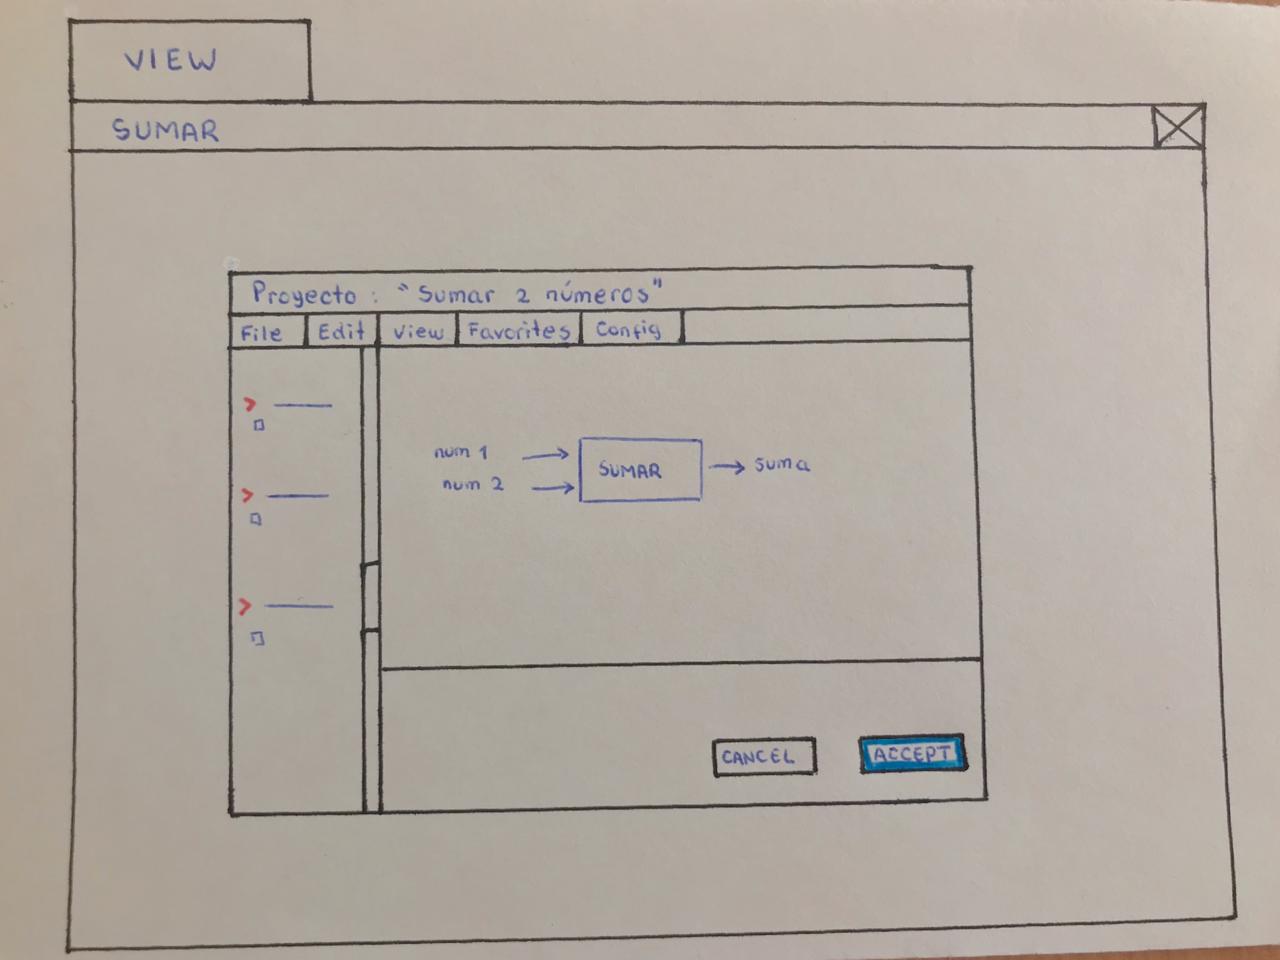 VIEW
SUMAR
Proyecto: "Sumar 2 números"
File Edit View Favorites Config
num 1
num 2
SUMAR
suma
CANCEL ACCEPT